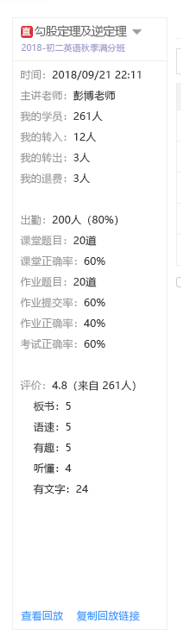 直 勾股定理及逆定理
2018-初二英语秋季满分班
时间：2018/09/21 22:11
主讲老师：彭博老师
我的学员：261人
我的转入：12人
我的转出：3人
我的退费：3人
出勤：200人（80%）
课堂题目：20道
课堂正确率：60%
作业题目：20道
作业提交率：60%
作业正确率：40%
考试正确率：60%
评价：4.8（来自 261人）
板书：5
语速：5
有趣：5
听懂：4
有文字：24
查看回放 复制回放链接